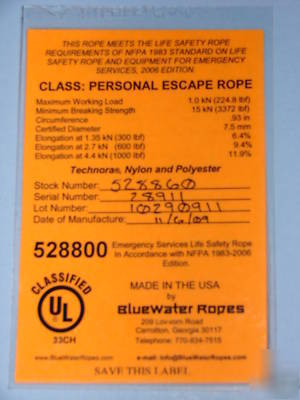 THIS ROPE MEETS THE LIFE SAFETY ROPE
REQUIREMENTS OF NFPA 1983 STANDARD ON LIFE
SAFETY ROPE AND EQUIPMENT FOR EMERGENCY
SERVICES, 2006 EDITION.
CLASS: PERSONAL ESCAPE ROPE
Maximum Working Load 1.0 kN (224.8 lbf)
Minimum Breaking Strength 15 kN (3372 lbf)
Circumference .93 in
Certified Diameter 7.5 mm
Elongation at 1.35 kN (300 lbf) 6.4%
Elongation at 2.7 kN (600 lbf) 9.4%
Elongation at 4.4 kN (1000 lbf) 11.9%
Technoras, Nylon and Polyester
Stock Number: 528860
Serial Number: 28911
Lot Number: 10290911
Date of Manufacture: 11/6/09
528800 Emergency Services Life Safety Rope
In Accordance with NFPA 1983-2006
Edition.
CLASSIFIED
UL
33CH
MADE IN THE USA
by
BlueWater Ropes
209 Lovvorn Road
Carrollton, Georgia 30117
Telephone: 770-834-7515
www.BlueWaterRopes.com e-mail: info@BlueWaterRopes.com
SAVE THIS LABEL